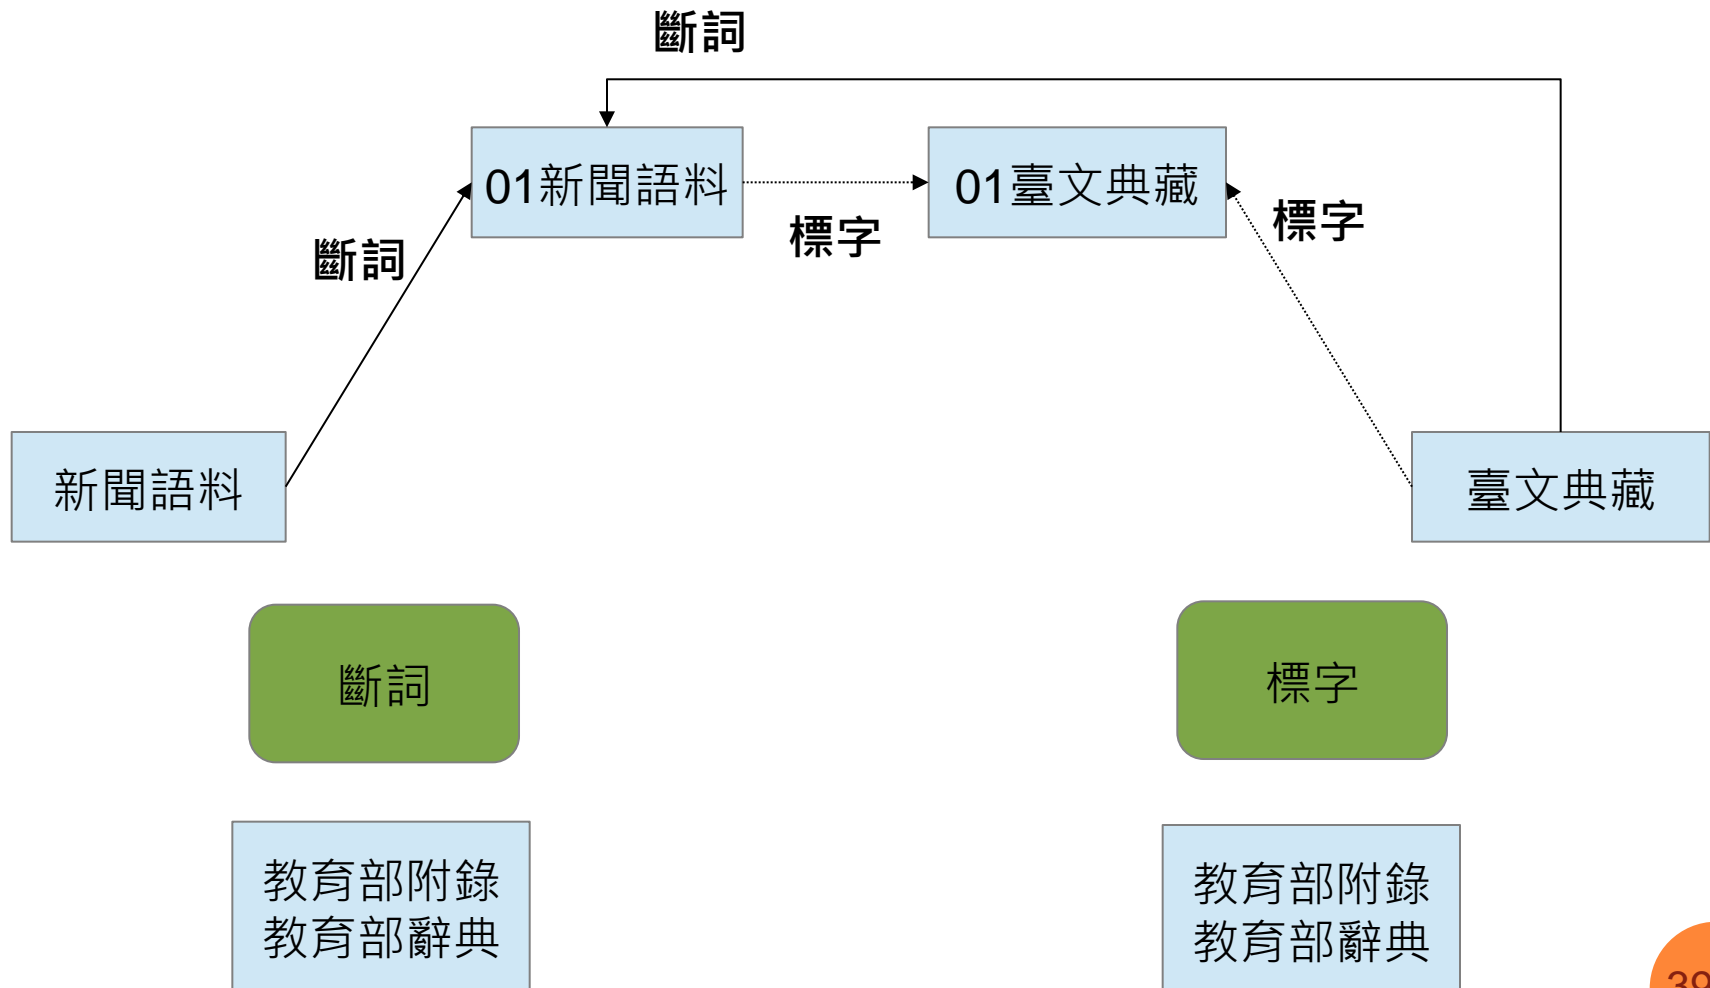 斷詞
01新聞語料
01臺文典藏
標字
標字
斷詞
新聞語料
臺文典藏
斷詞
標字
教育部附錄
教育部辭典
教育部附錄
教育部辭典
39